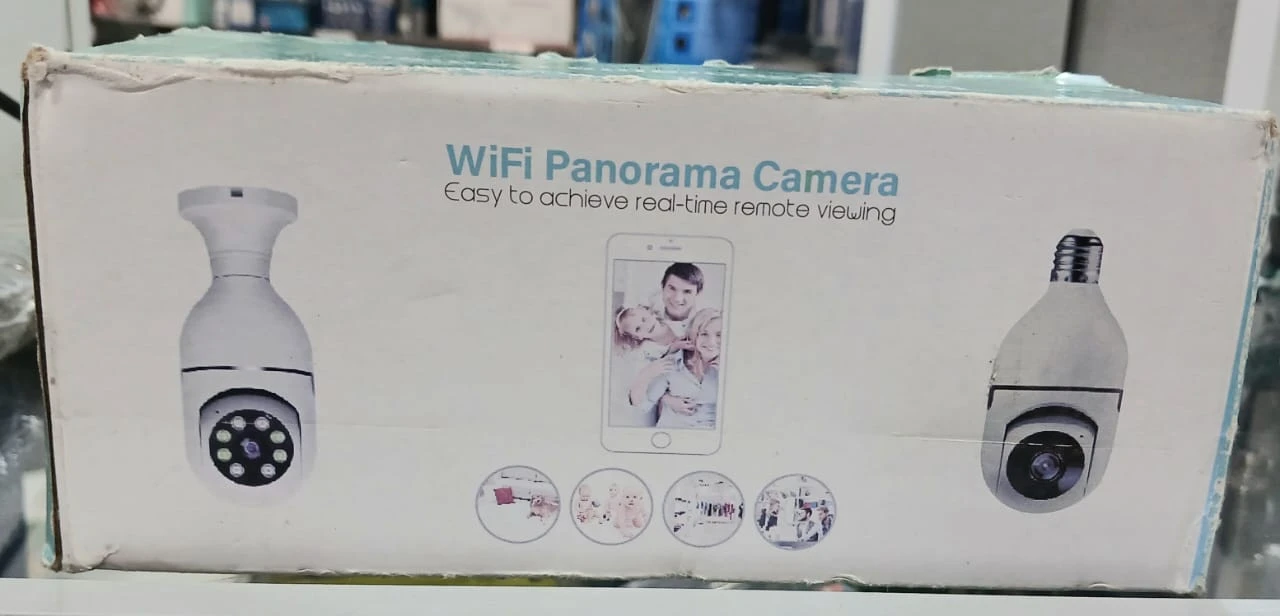 WiFi Panorama Camera
Easy to achieve real-time remote viewing